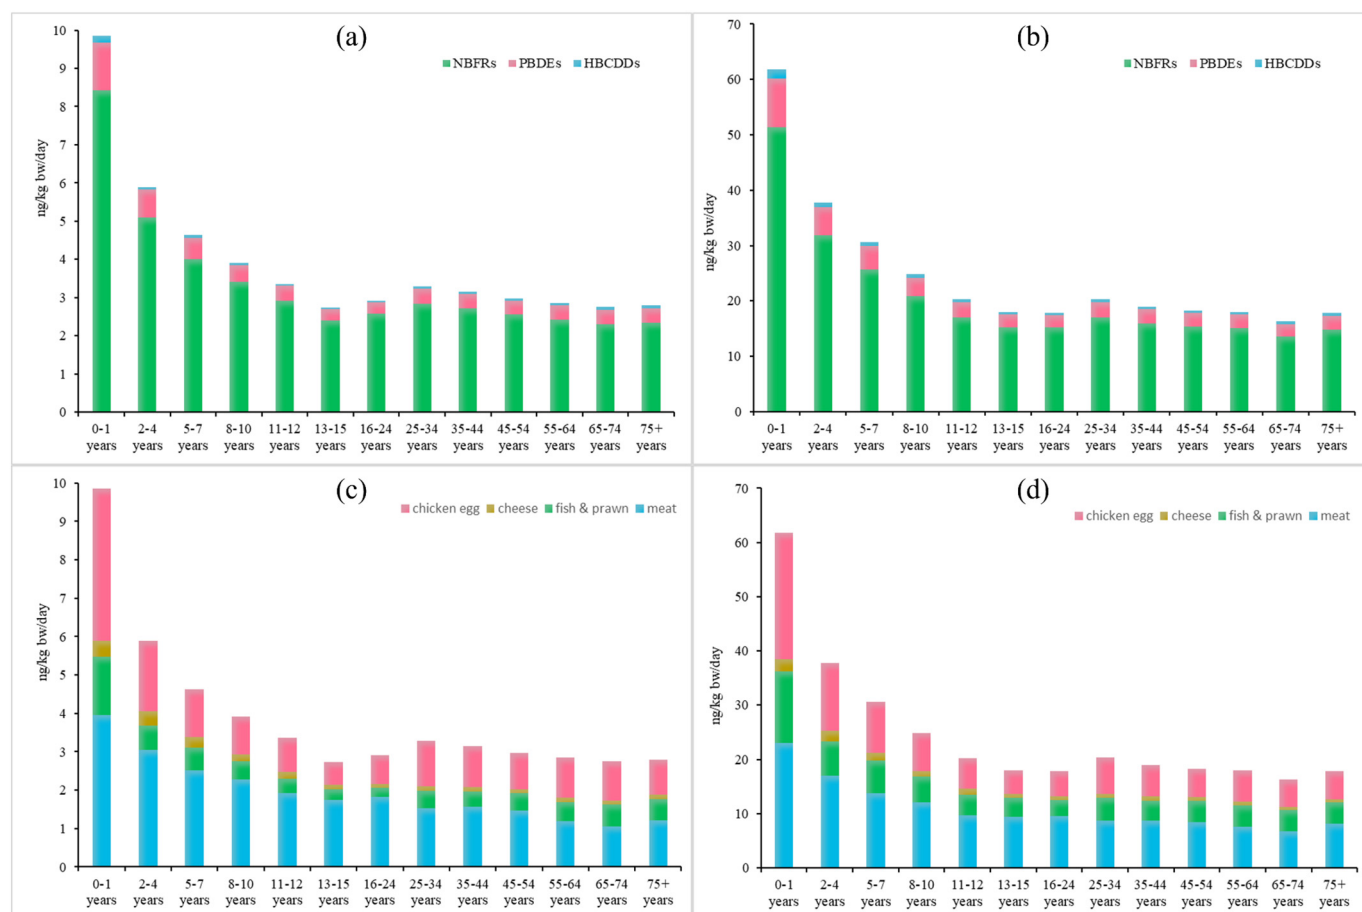 (a)
NBFRs PBDEs HBCDDs
ng/kg bw/day
10
9
8
7
6
5
4
3
2
1
0
0-1 2-4 5-7 8-10 11-12 13-15 16-24 25-34 35-44 45-54 55-64 65-74 75+
years years years years years years years years years years years years years
(b)
NBFRs PBDEs HBCDDs
ng/kg bw/day
70
60
50
40
30
20
10
0
0-1 2-4 5-7 8-10 11-12 13-15 16-24 25-34 35-44 45-54 55-64 65-74 75+
years years years years years years years years years years years years years
(c)
chicken egg cheese fish & prawn meat
ng/kg bw/day
10
9
8
7
6
5
4
3
2
1
0
0-1 2-4 5-7 8-10 11-12 13-15 16-24 25-34 35-44 45-54 55-64 65-74 75+
years years years years years years years years years years years years years
(d)
chicken egg cheese fish & prawn meat
ng/kg bw/day
70
60
50
40
30
20
10
0
0-1 2-4 5-7 8-10 11-12 13-15 16-24 25-34 35-44 45-54 55-64 65-74 75+
years years years years years years years years years years years years years